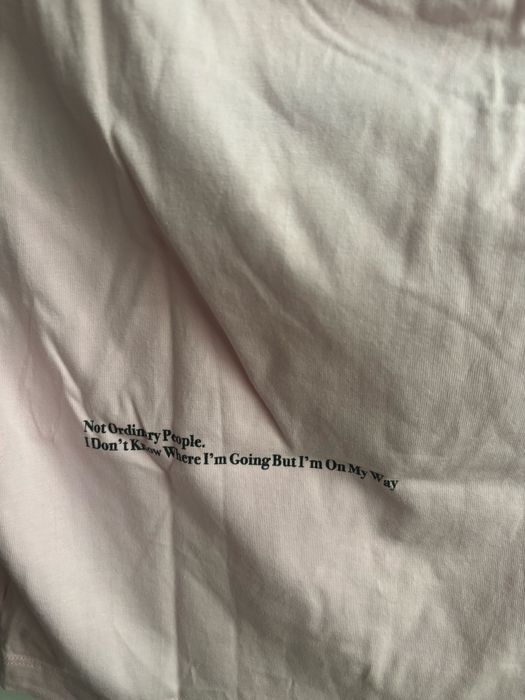 Not Ordinary People.
I Don't Know Where I'm Going But I'm On My Way